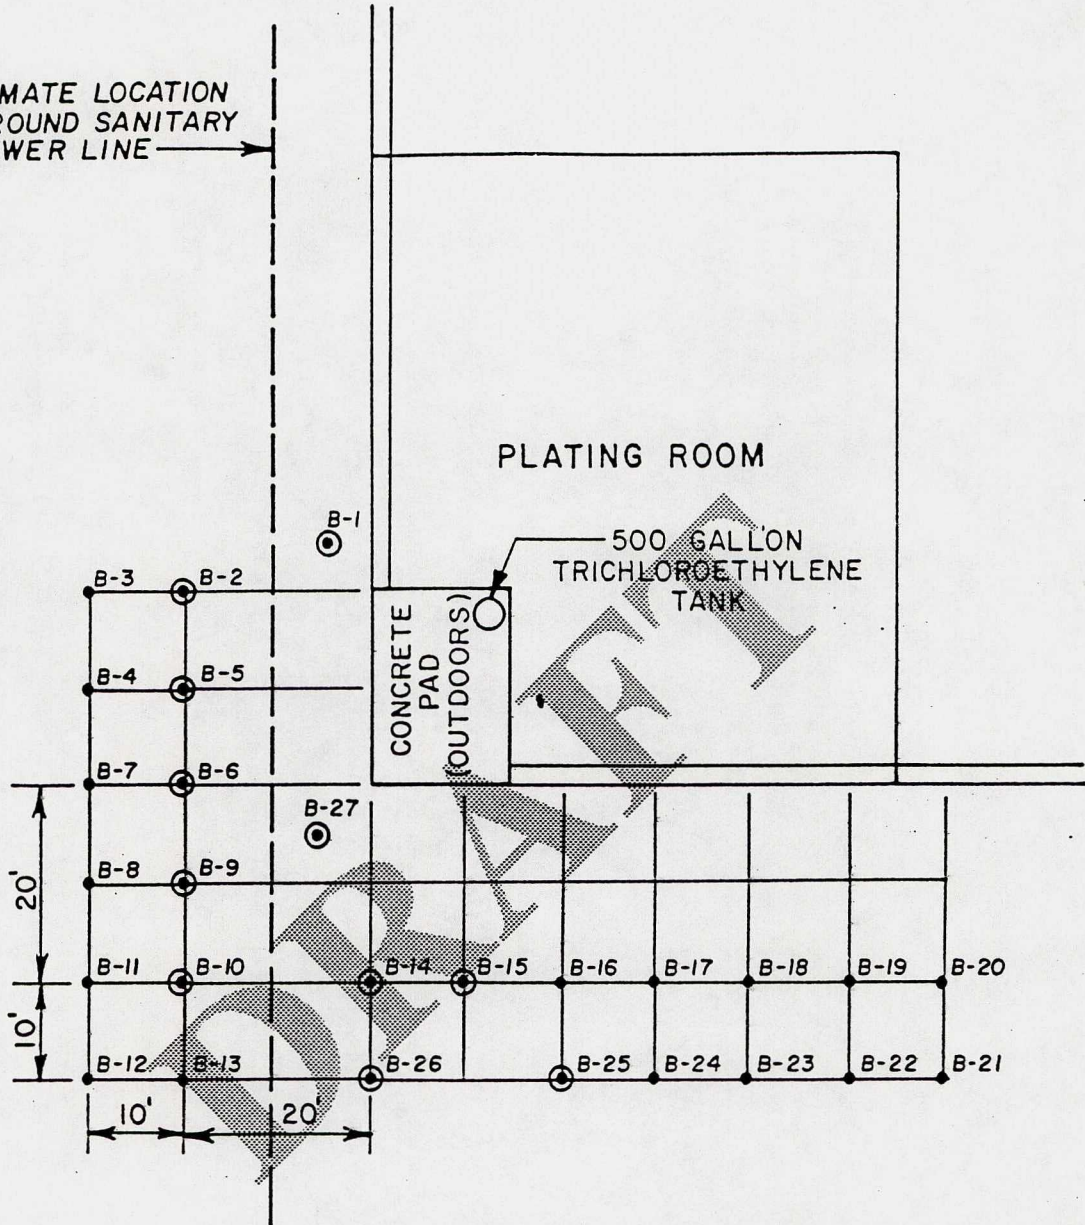 MATE LOCATION
ROUND SANITARY
WER LINE
PLATING ROOM
B-1
500 GALLON
TRICHLOROETHYLENE
TANK
B-3
B-2
CONCRETE
PAD
(OUTDOORS)
B-4
B-5
B-7
B-6
B-27
20'
B-8
B-9
B-11
B-10
B-14
B-15
B-16
B-17
B-18
B-19
B-20
10'
B-12
B-13
B-26
B-25
B-24
B-23
B-22
B-21
10'
20'
DRAFT